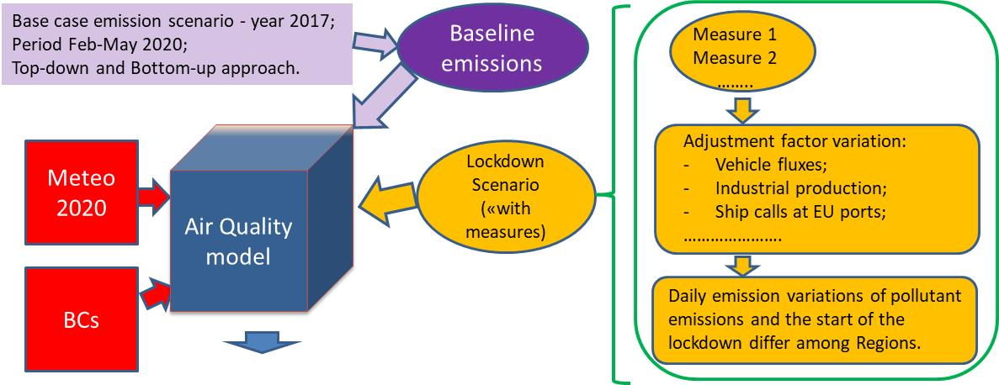 Base case emission scenario - year 2017;
Period Feb-May 2020;
Top-down and Bottom-up approach.
Baseline
emissions
Meteo
2020
BCs
Air Quality
model
Lockdown
Scenario
(«with
measures)
Measure 1
Measure 2
........
Adjustment factor variation:
- Vehicle fluxes;
- Industrial production;
- Ship calls at EU ports;
......................
Daily emission variations of pollutant
emissions and the start of the
lockdown differ among Regions.